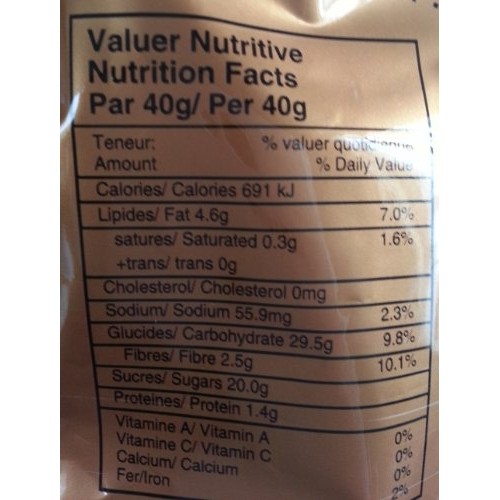 Valuer Nutritive
Nutrition Facts
Par 40g/ Per 40g
Teneur: % valuer quotidienne
Amount % Daily Value
Calories/ Calories 691 kJ
Lipides/ Fat 4.6g 7.0%
satures/ Saturated 0.3g 1.6%
+trans/ trans 0g
Cholesterol/ Cholesterol 0mg
Sodium/ Sodium 55.9mg 2.3%
Glucides/ Carbohydrate 29.5g 9.8%
Fibres/ Fibre 2.5g 10.1%
Sucres/ Sugars 20.0g
Proteines/ Protein 1.4g
Vitamine A/ Vitamin A 0%
Vitamine C/ Vitamin C 0%
Calcium/ Calcium 0%
Fer/Iron 2%